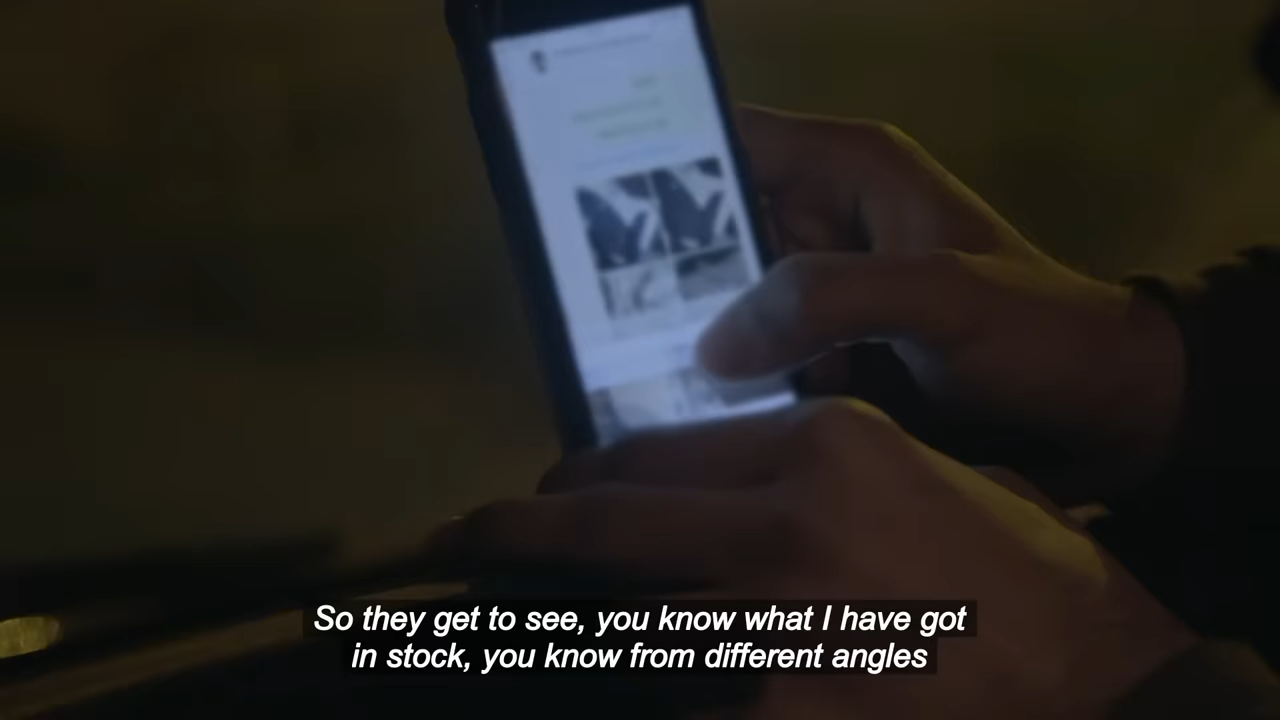 So they get to see, you know what I have got
in stock, you know from different angles